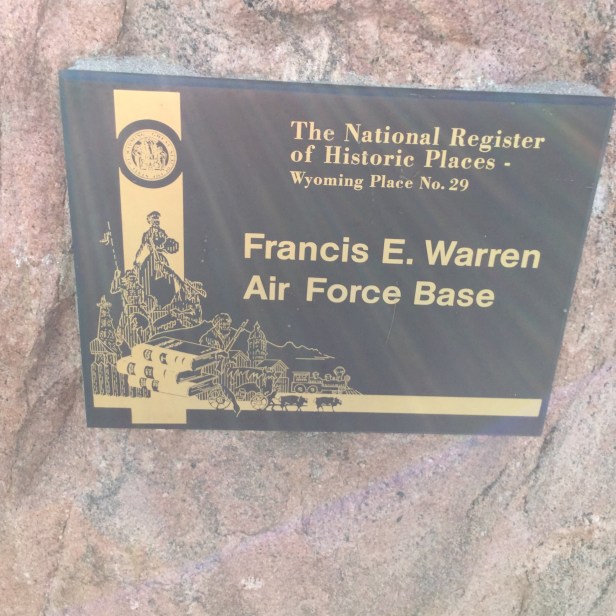 The National Register
of Historic Places -
Wyoming Place No. 29
Francis E. Warren
Air Force Base